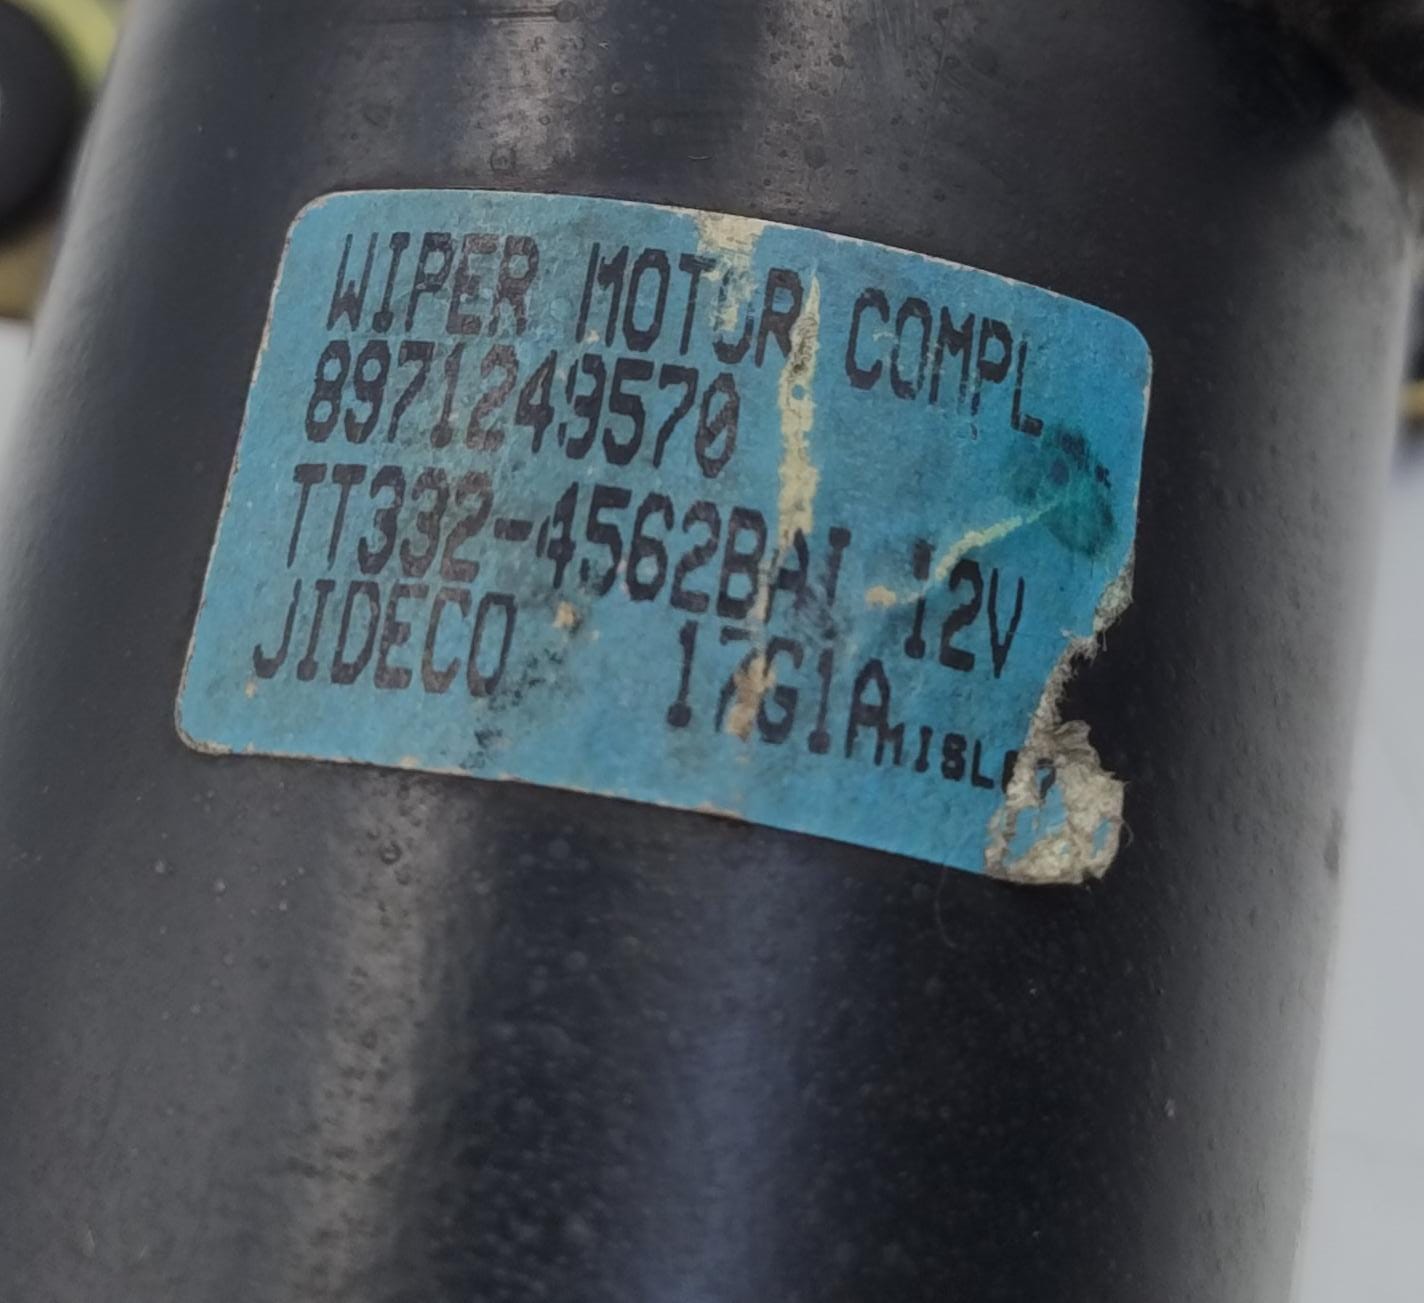 WIPER MOTOR COMPL
8971249570
TT332-4562BAI 12V
JIDECO 17G1A